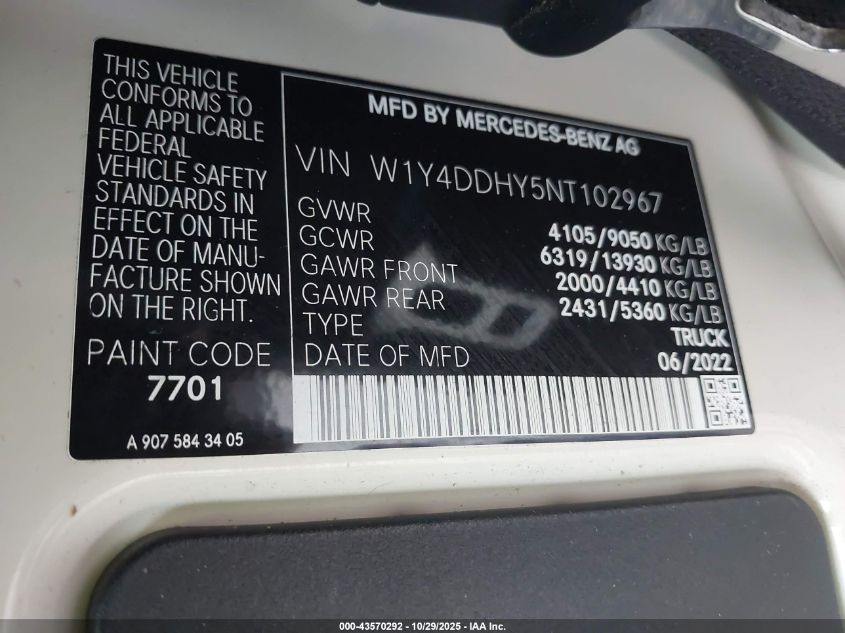 THIS VEHICLE
CONFORMS TO
ALL APPLICABLE
FEDERAL
VEHICLE SAFETY
STANDARDS IN
EFFECT ON THE
DATE OF MANU-
FACTURE SHOWN
ON THE RIGHT.
PAINT CODE
7701
A 907 584 34 05
MFD BY MERCEDES-BENZ AG
VIN W1Y4DDHY5NT102967
GVWR 4105/9050 KG/LB
GCWR 6319/13930 KG/LB
GAWR FRONT 2000/4410 KG/LB
GAWR REAR 2431/5360 KG/LB
TYPE TRUCK
DATE OF MFD 06/2022
000-43570292 - 10/29/2025 - IAA, Inc.